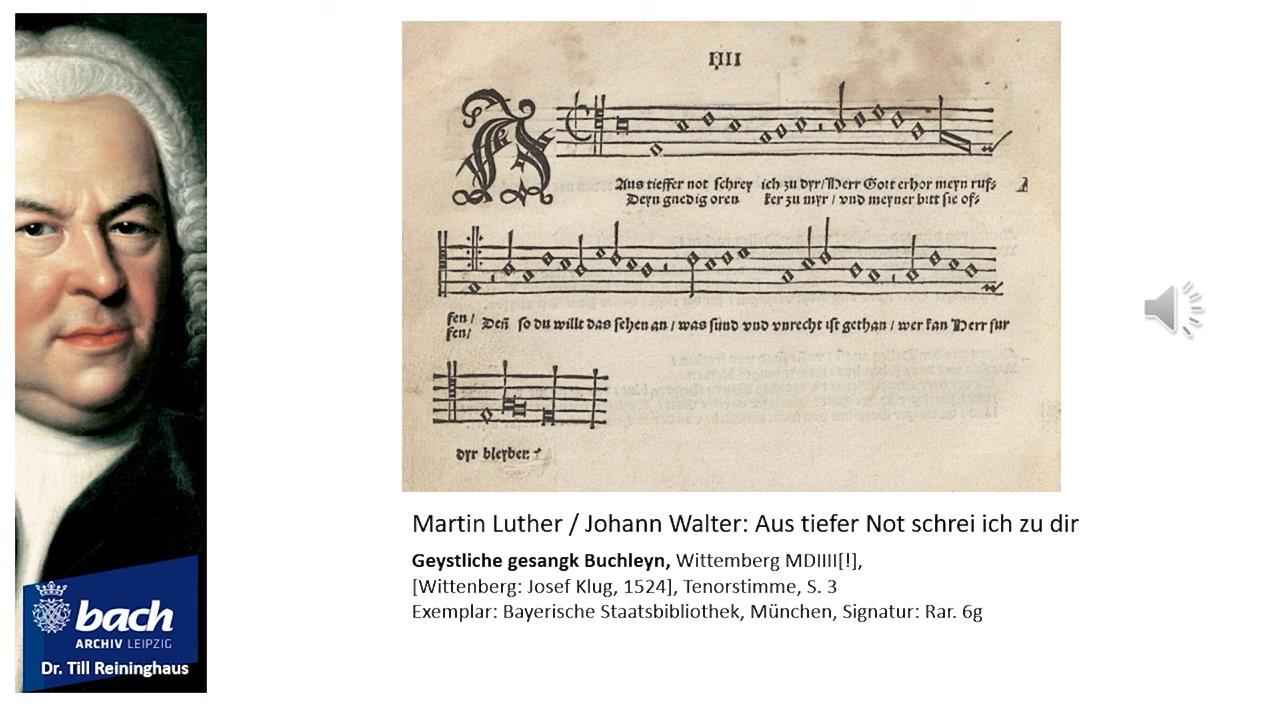 IIII
Aus tieffer not schrey ich zu dyr / Herr Gott erhor meyn ruf=
Deyn gnedig oren ker zu myr / vnd meyner bitt sie of=
fen /
fen /
Deñ so du willt das sehen an / was sund vnd vnrecht ist gethan / wer kan Herr fur
dyr bleyben
Martin Luther / Johann Walter: Aus tiefer Not schrei ich zu dir
Geystliche gesangk Buchleyn, Wittemberg MDIIII[!],
[Wittenberg: Josef Klug, 1524], Tenorstimme, S. 3
Exemplar: Bayerische Staatsbibliothek, München, Signatur: Rar. 6g
bach
ARCHIV LEIPZIG
Dr. Till Reininghaus